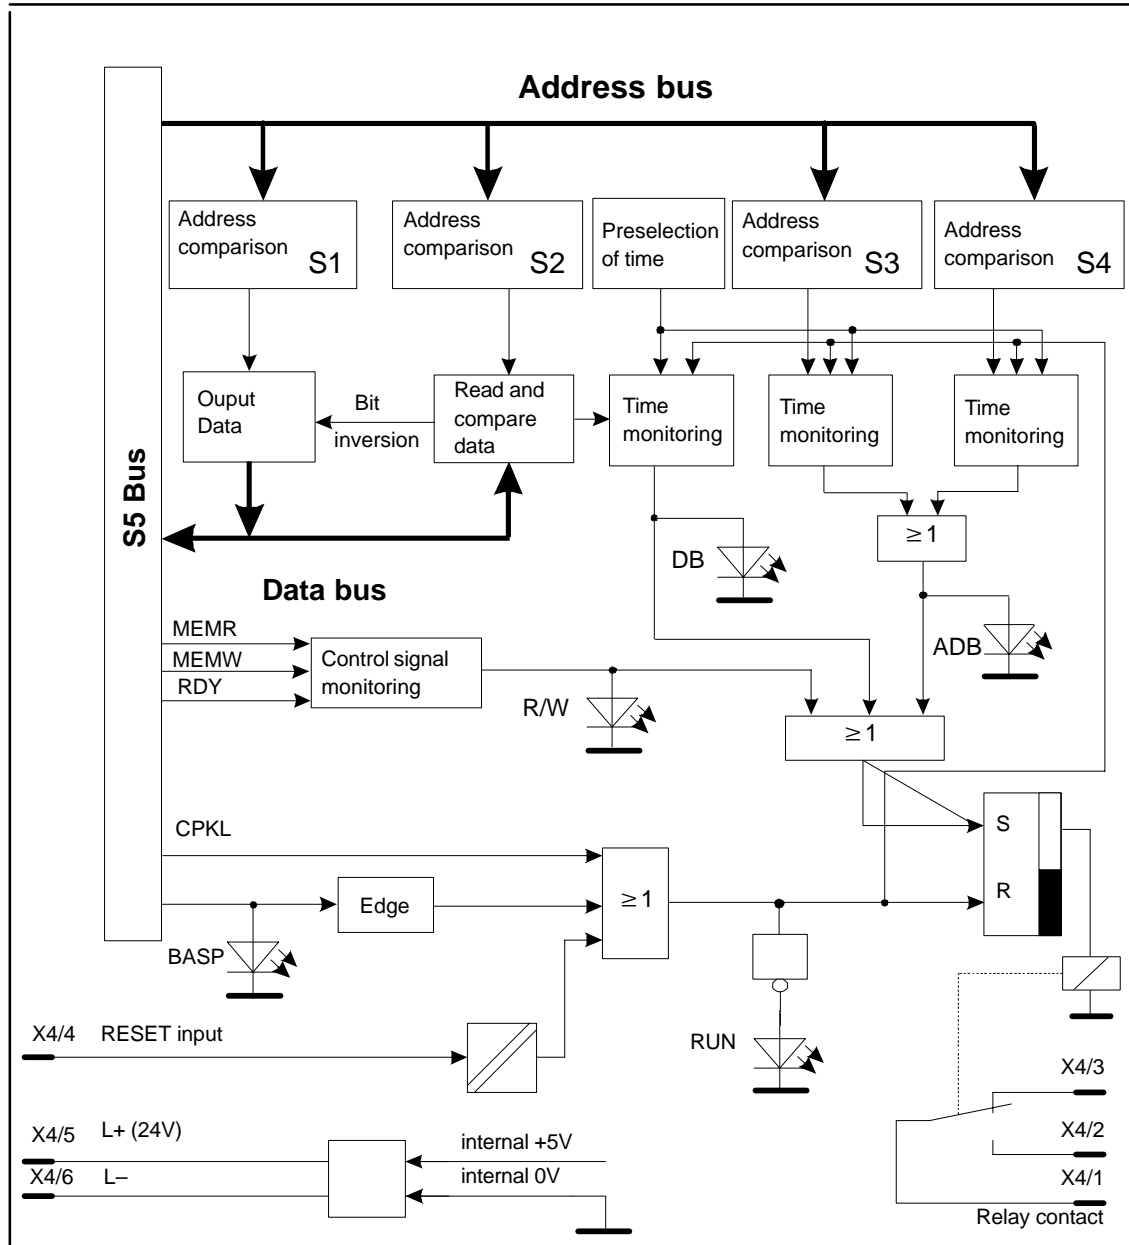 Address bus
Address
comparison
S1
Address
comparison
S2
Preselection
of time
Address
comparison
S3
Address
comparison
S4
Ouput
Data
Bit
inversion
Read and
compare
data
Time
monitoring
Time
monitoring
Time
monitoring
S5 Bus
≥1
DB
Data bus
ADB
MEMR
MEMW
RDY
Control signal
monitoring
R/W
≥1
CPKL
S
R
Edge
≥1
BASP
X4/4 RESET input
RUN
X4/3
X4/5 L+ (24V)
internal +5V
X4/2
X4/6 L–
internal 0V
X4/1
Relay contact